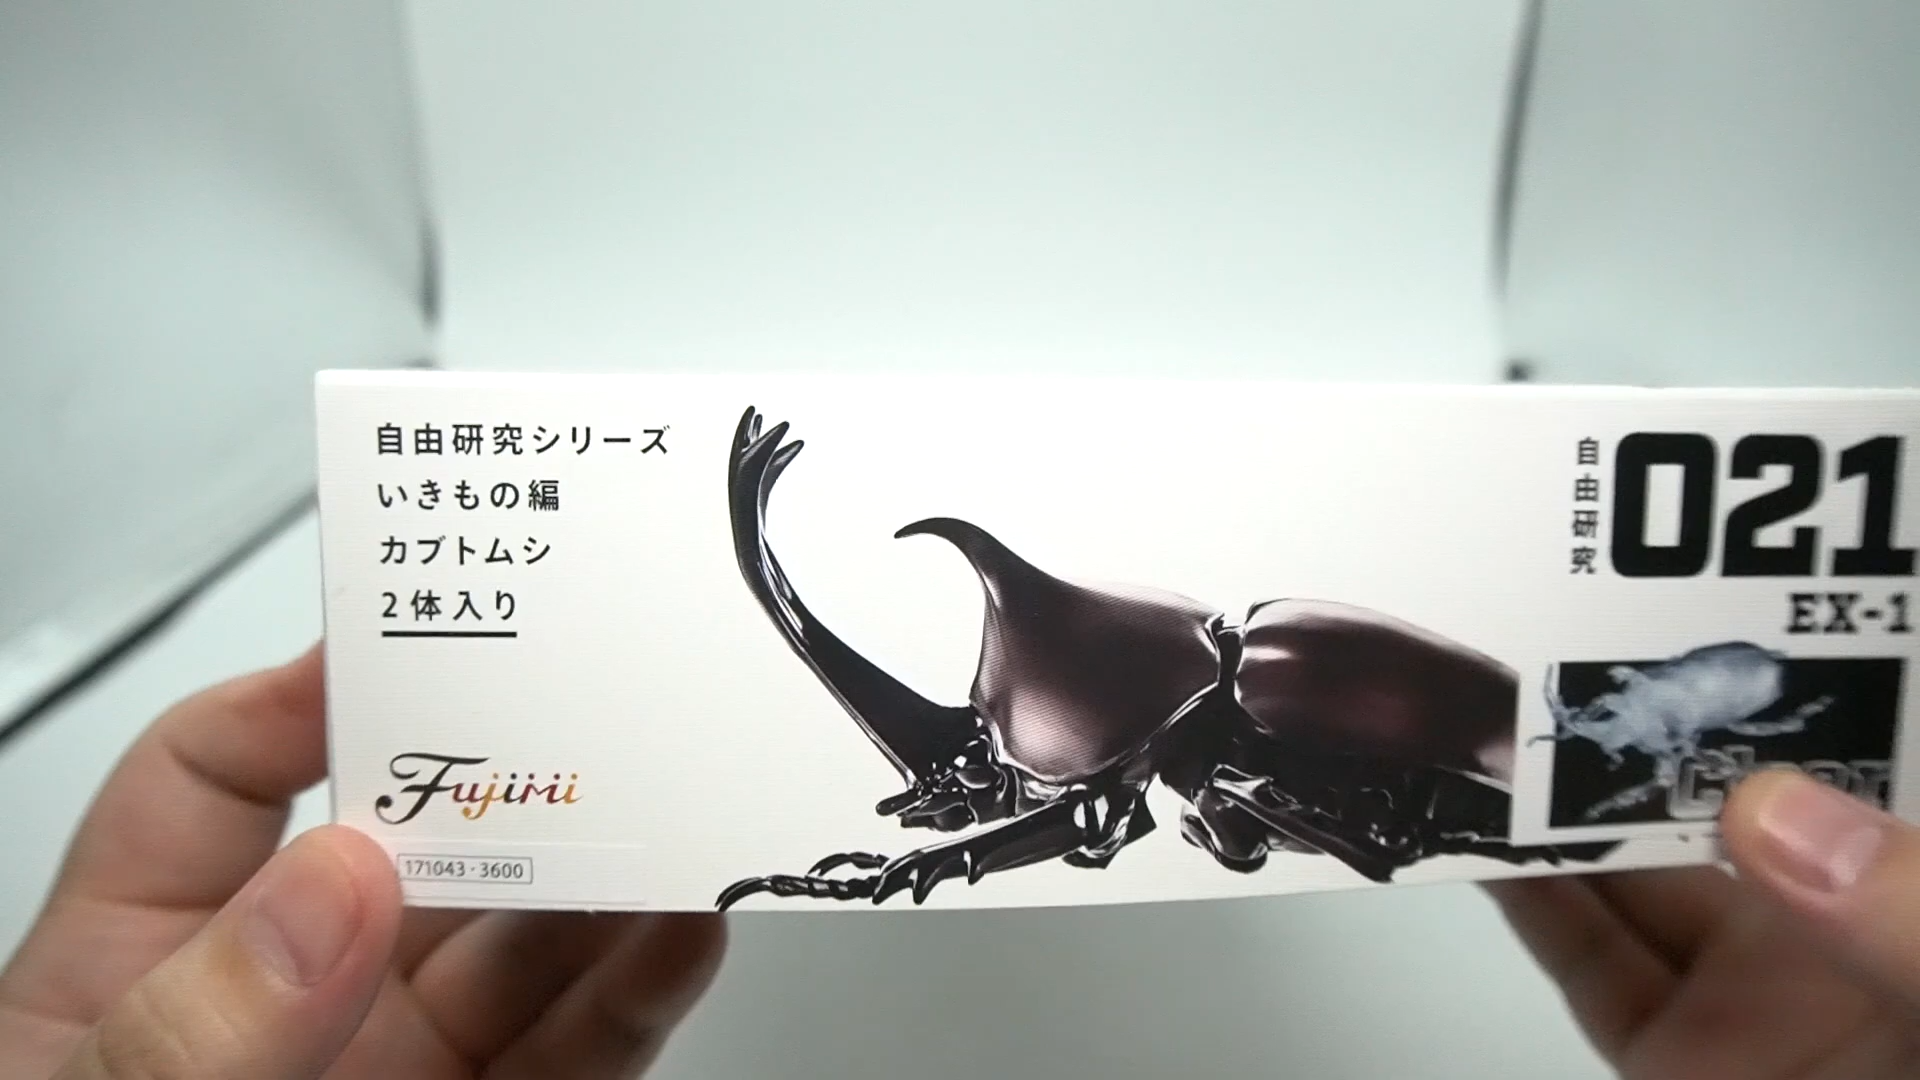 自由研究シリーズ
いきもの編
カブトムシ
2体入り
Fujimi
171043・3600
自由研究
021
EX-1